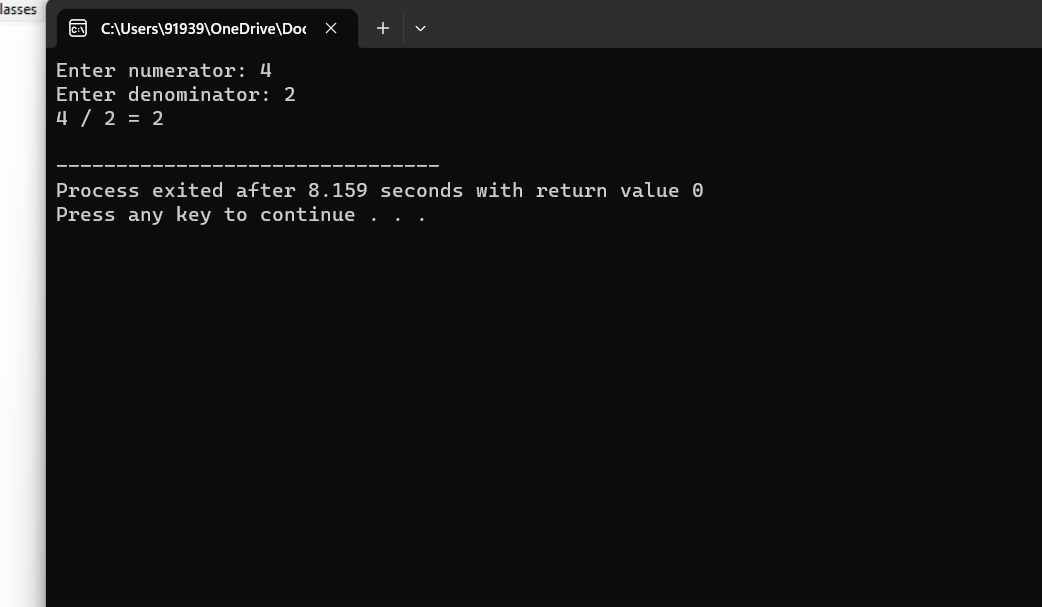 lasses
C:\Users\91939\OneDrive\Doc
Enter numerator: 4
Enter denominator: 2
4 / 2 = 2
--------------------------------
Process exited after 8.159 seconds with return value 0
Press any key to continue . . .